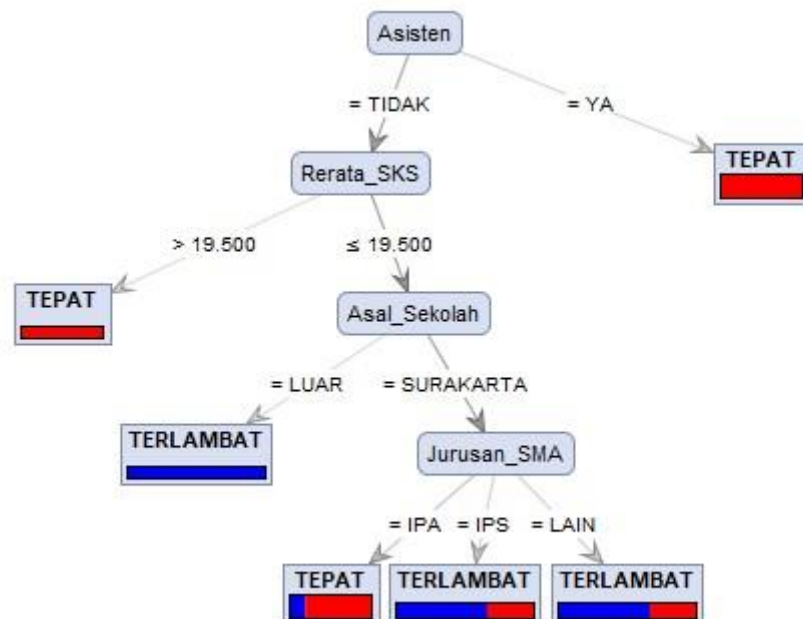 Asisten
= TIDAK
= YA
Rerata_SKS
TEPAT
> 19.500
≤ 19.500
TEPAT
Asal_Sekolah
= LUAR
= SURAKARTA
TERLAMBAT
Jurusan_SMA
= IPA
= IPS
= LAIN
TEPAT
TERLAMBAT
TERLAMBAT